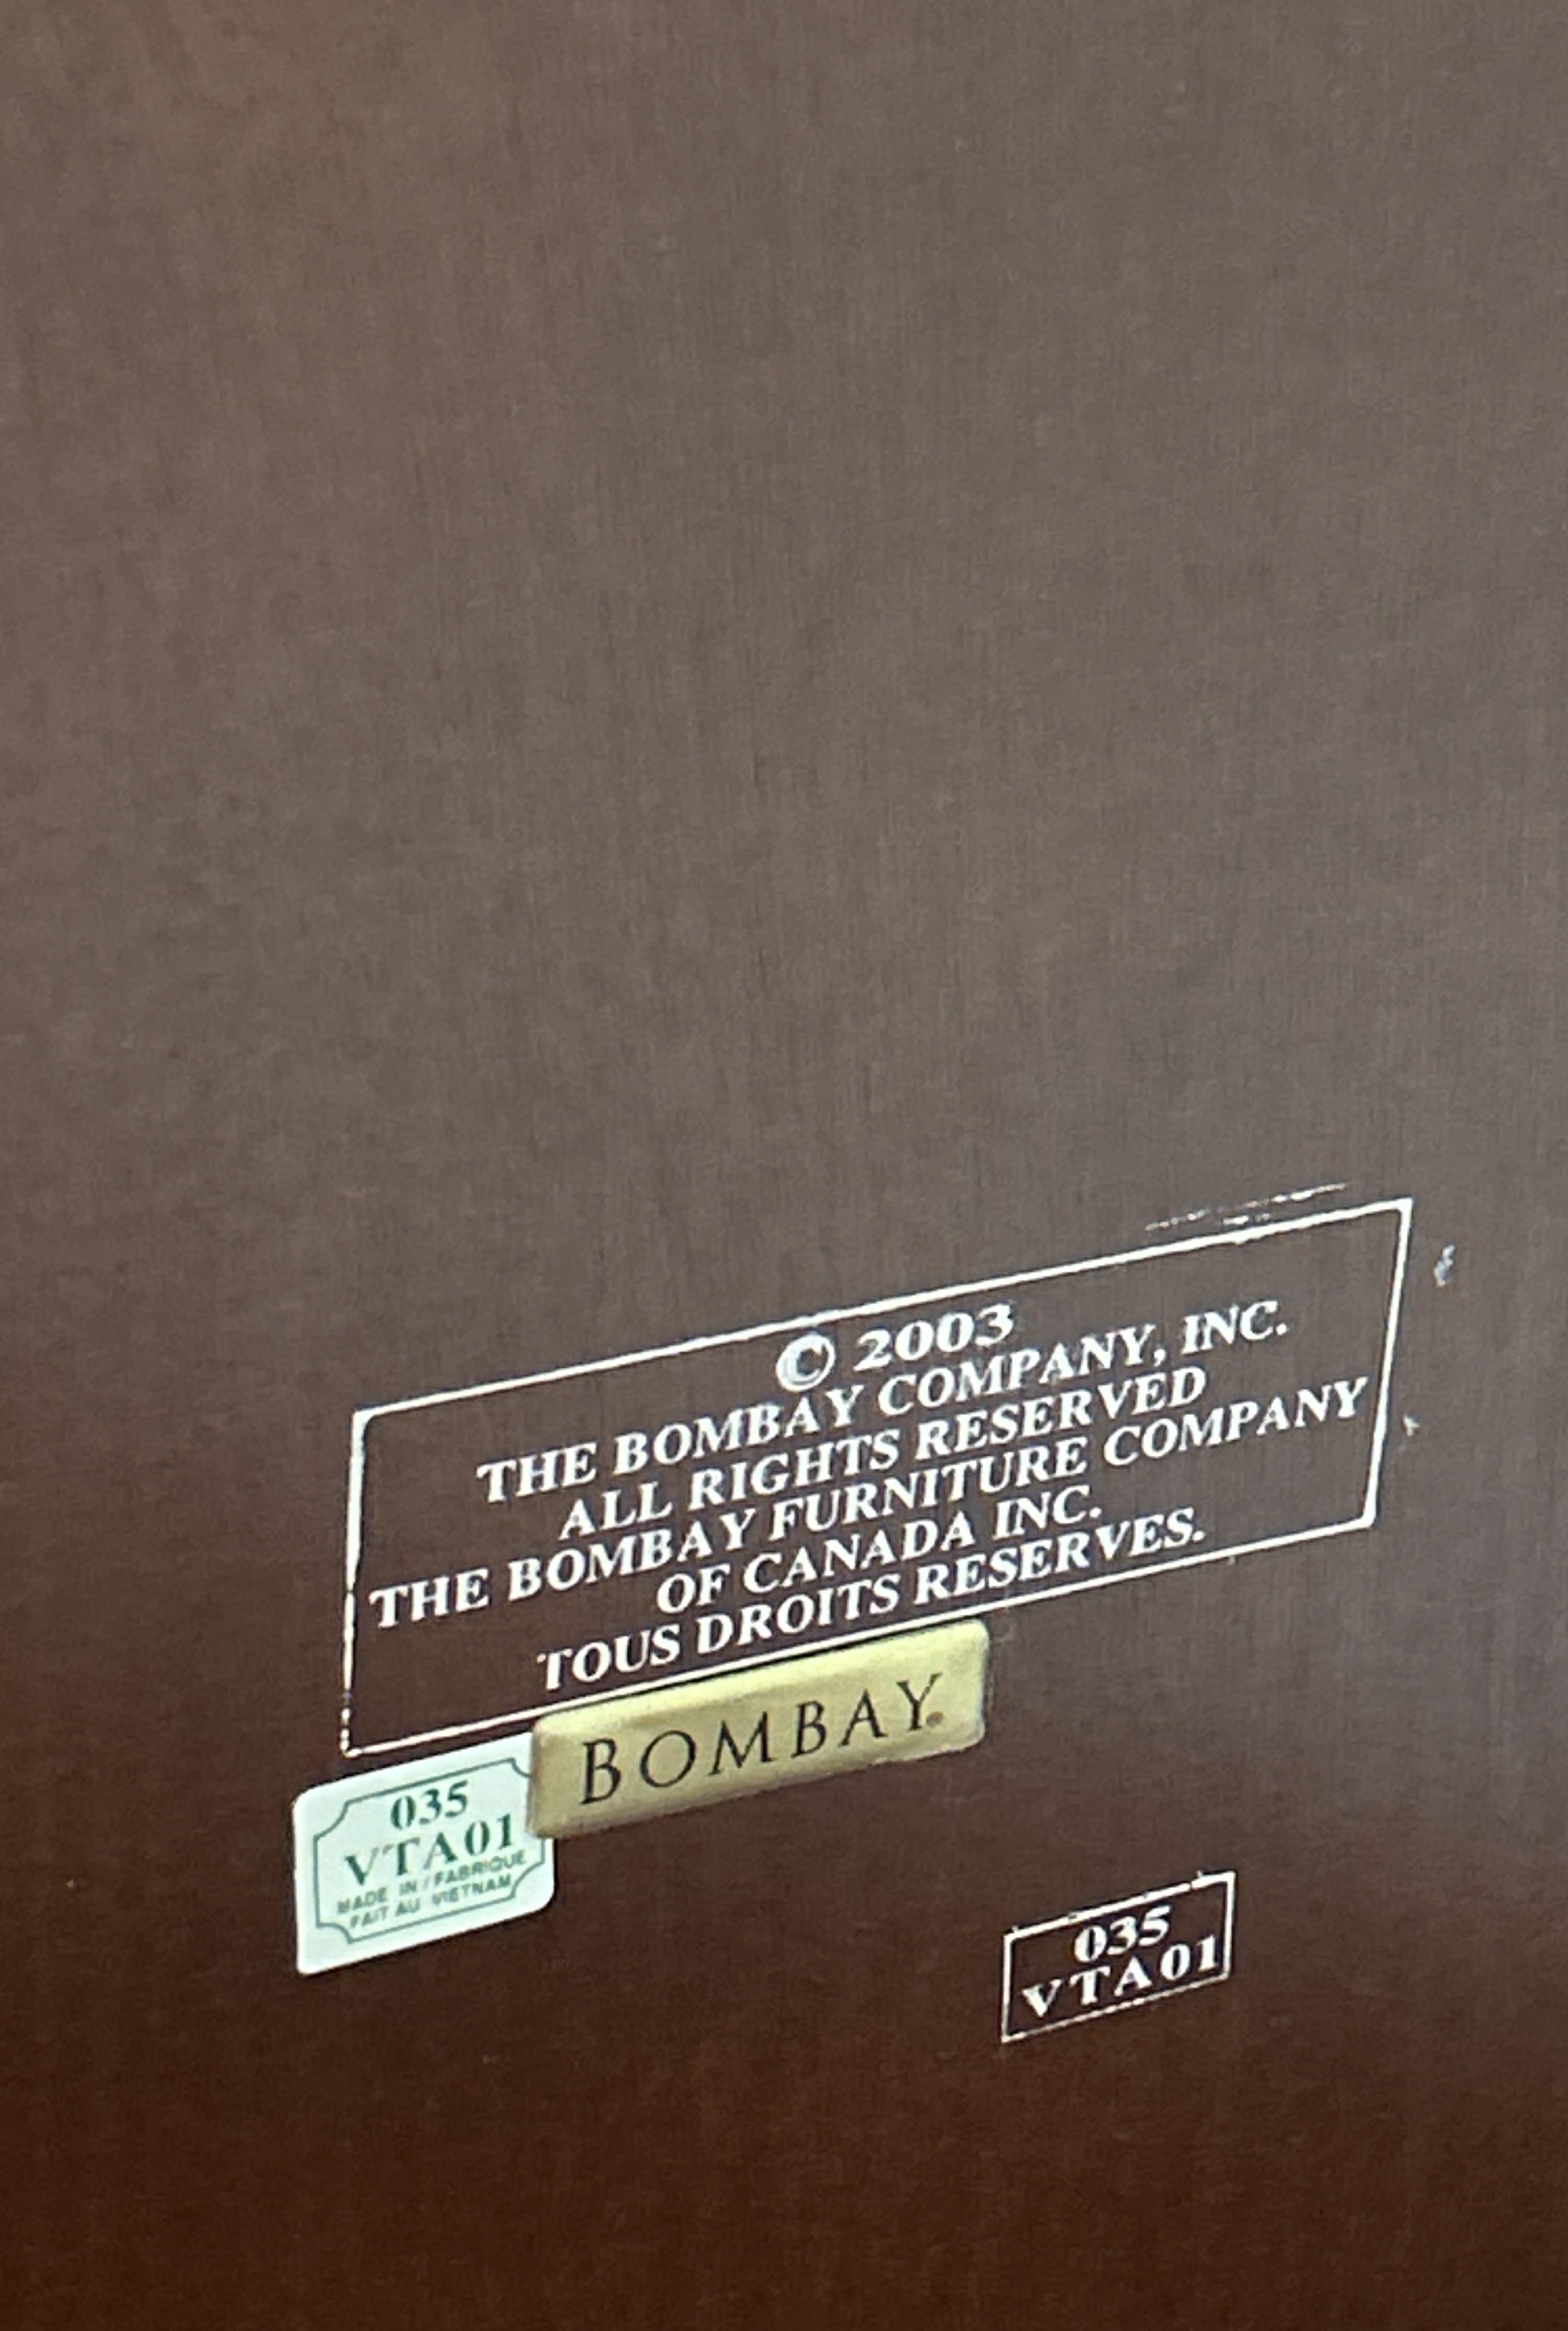 © 2003
THE BOMBAY COMPANY, INC.
ALL RIGHTS RESERVED
THE BOMBAY FURNITURE COMPANY
OF CANADA INC.
TOUS DROITS RESERVES.
BOMBAY®
035
VTA01
MADE IN / FABRIQUE
FAIT AU VIETNAM
035
VTA01